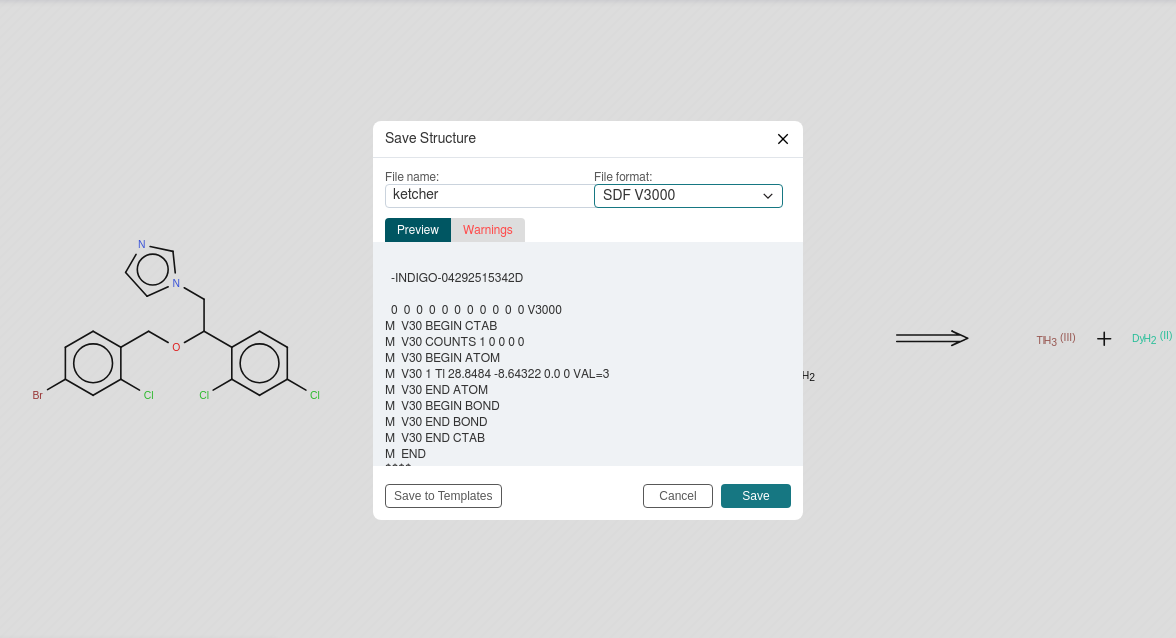 Save Structure
File name:
File format:
ketcher
SDF V3000
Preview
Warnings
-INDIGO-04292515342D
0 0 0 0 0 0 0 0 0 0 0 V3000
M V30 BEGIN CTAB
M V30 COUNTS 1 0 0 0 0
M V30 BEGIN ATOM
M V30 1 Tl 28.8484 -8.64322 0.0 0 VAL=3
M V30 END ATOM
M V30 BEGIN BOND
M V30 END BOND
M V30 END CTAB
M END
Save to Templates
Cancel
Save
N
N
O
Br
Cl
Cl
Cl
H2
TlH3 (III)
+
DyH2 (II)